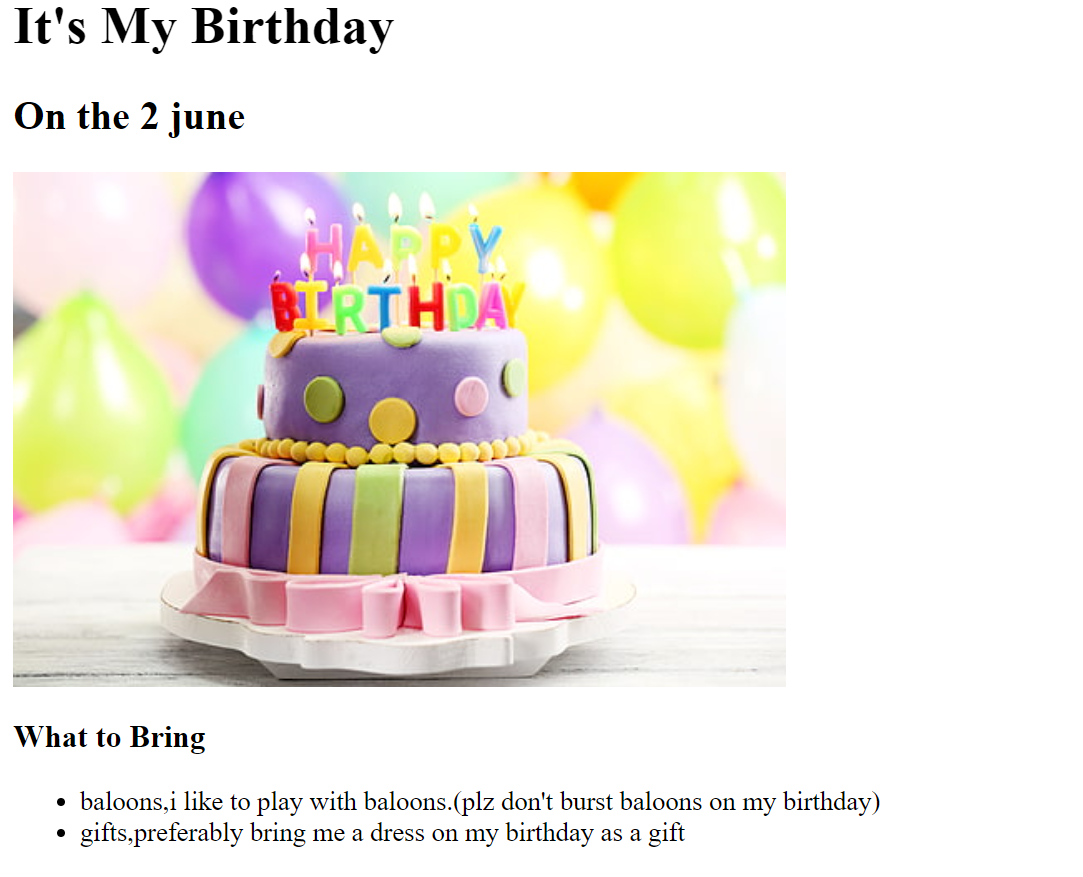 It's My Birthday
On the 2 june
HAPPY
BIRTHDAY
What to Bring
baloons,i like to play with baloons.(plz don't burst baloons on my birthday)
gifts,preferably bring me a dress on my birthday as a gift